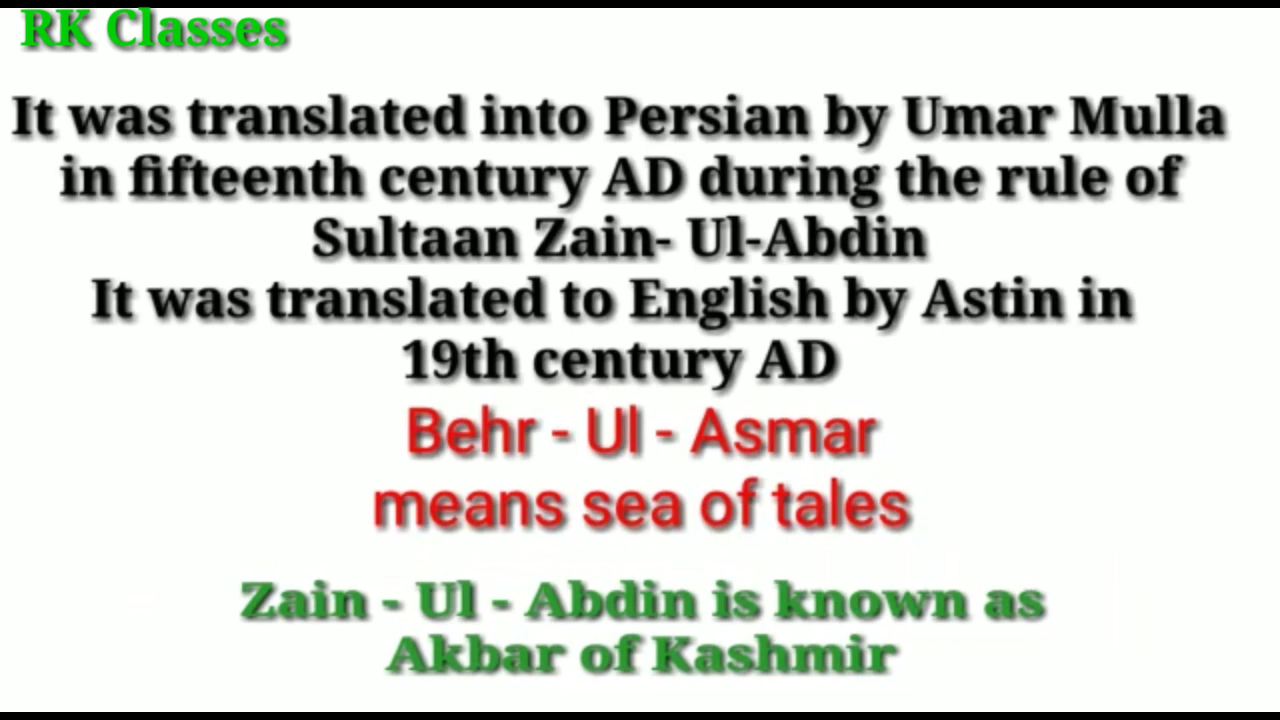 RK Classes
It was translated into Persian by Umar Mulla
in fifteenth century AD during the rule of
Sultaan Zain- Ul-Abdin
It was translated to English by Astin in
19th century AD
Behr - Ul - Asmar
means sea of tales
Zain - Ul - Abdin is known as
Akbar of Kashmir